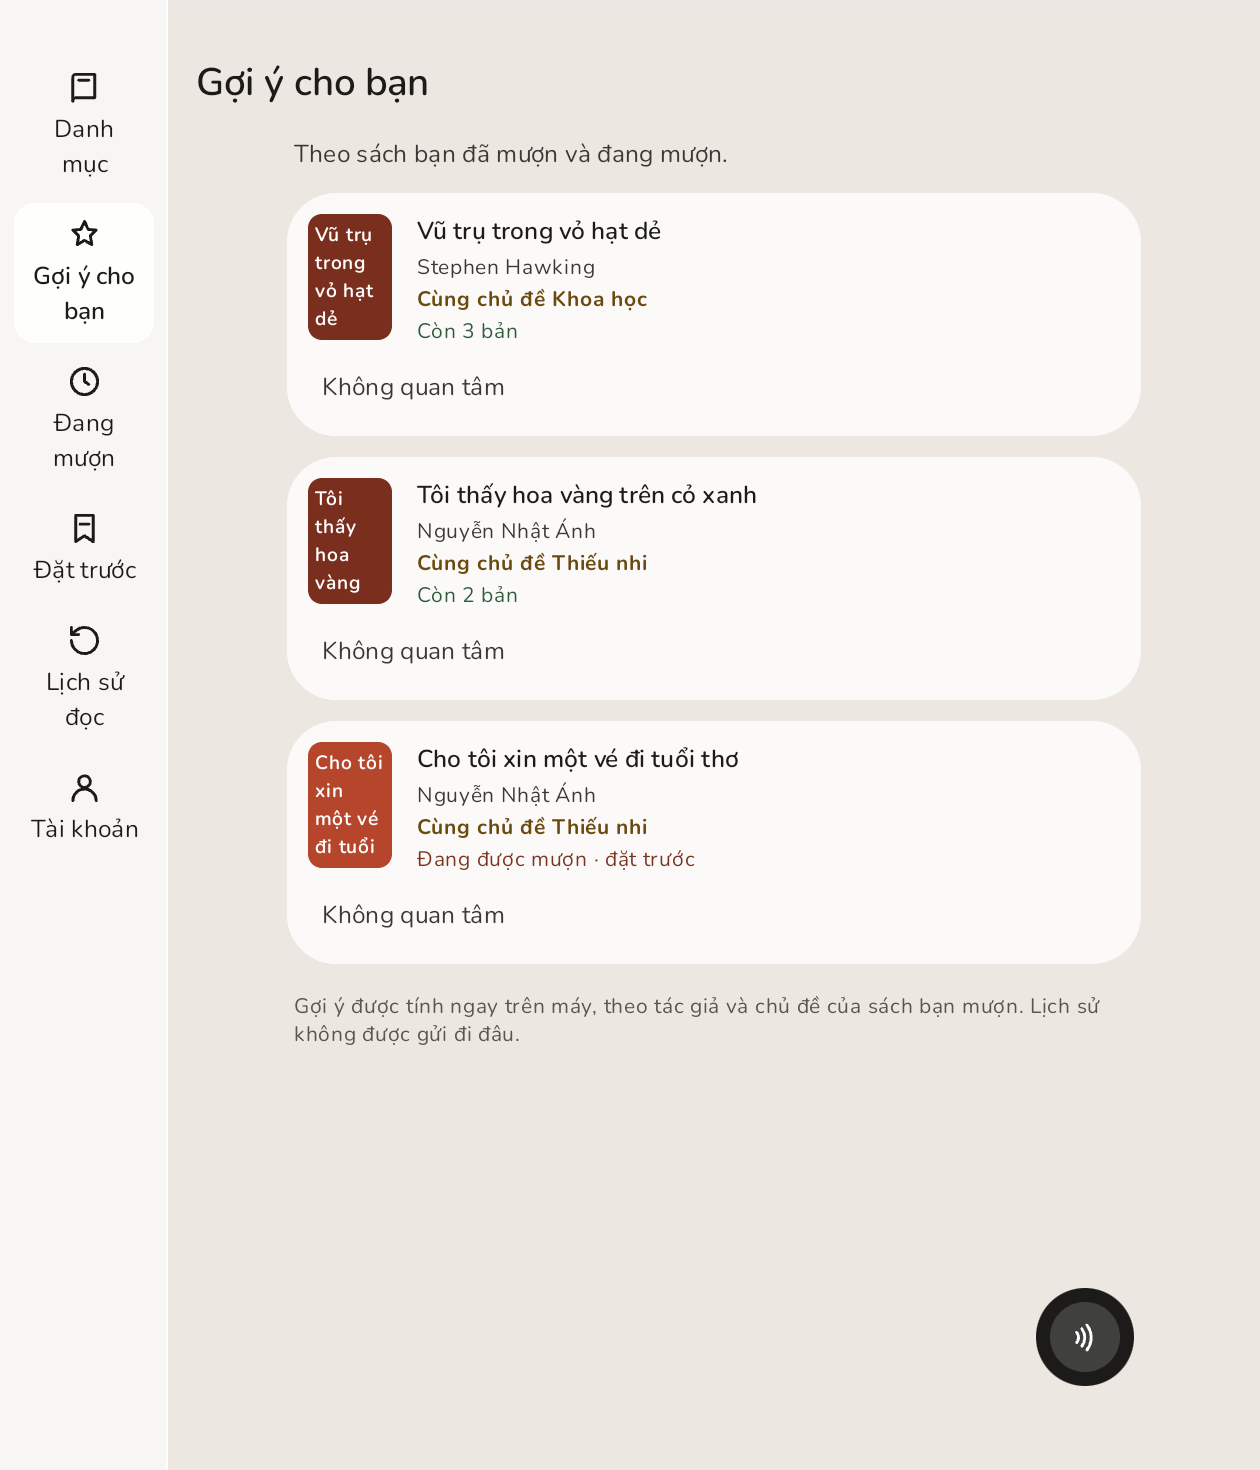 Danh
mục
Gợi ý cho
bạn
Đang
mượn
Đặt trước
Lịch sử
đọc
Tài khoản
Gợi ý cho bạn
Theo sách bạn đã mượn và đang mượn.
Vũ trụ
trong
vỏ hạt
dẻ
Vũ trụ trong vỏ hạt dẻ
Stephen Hawking
Cùng chủ đề Khoa học
Còn 3 bản
Không quan tâm
Tôi
thấy
hoa
vàng
Tôi thấy hoa vàng trên cỏ xanh
Nguyễn Nhật Ánh
Cùng chủ đề Thiếu nhi
Còn 2 bản
Không quan tâm
Cho tôi
xin
một vé
đi tuổi
Cho tôi xin một vé đi tuổi thơ
Nguyễn Nhật Ánh
Cùng chủ đề Thiếu nhi
Đang được mượn · đặt trước
Không quan tâm
Gợi ý được tính ngay trên máy, theo tác giả và chủ đề của sách bạn mượn. Lịch sử
không được gửi đi đâu.